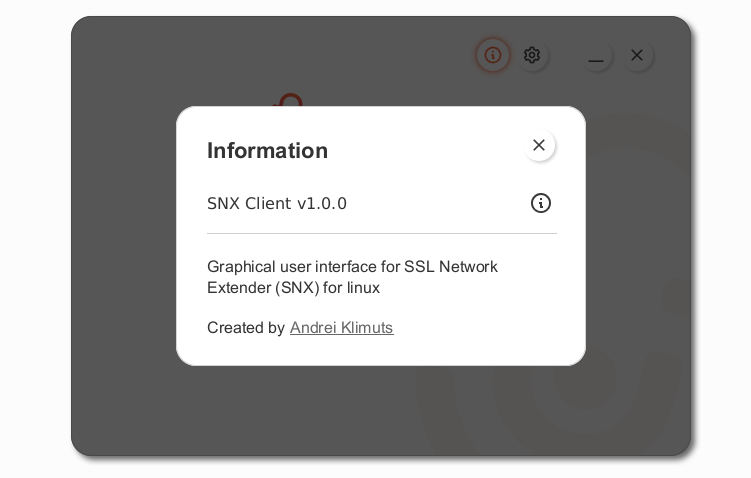 Information
SNX Client v1.0.0
Graphical user interface for SSL Network
Extender (SNX) for linux
Created by Andrei Klimuts